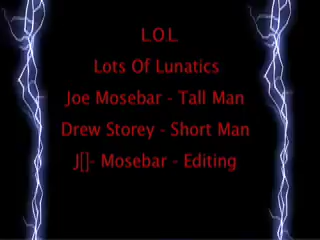 L.O.L.
Lots Of Lunatics
Joe Mosebar - Tall Man
Drew Storey - Short Man
J[]- Mosebar - Editing